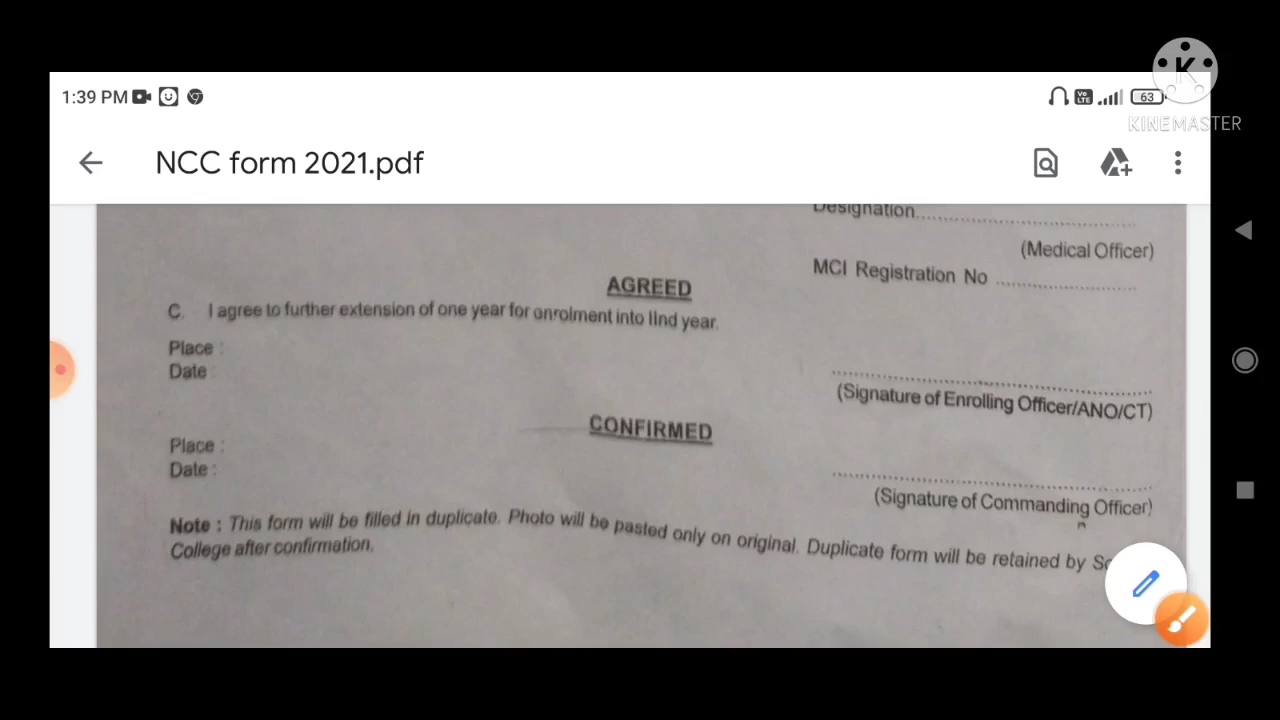 1:39 PM
Vo LTE
63
K
KINEMASTER
NCC form 2021.pdf
Designation
(Medical Officer)
MCI Registration No
AGREED
C. I agree to further extension of one year for enrolment into IInd year.
Place :
Date :
(Signature of Enrolling Officer/ANO/CT)
CONFIRMED
Place :
Date :
(Signature of Commanding Officer)
Note : This form will be filled in duplicate. Photo will be pasted only on original. Duplicate form will be retained by
College after confirmation.